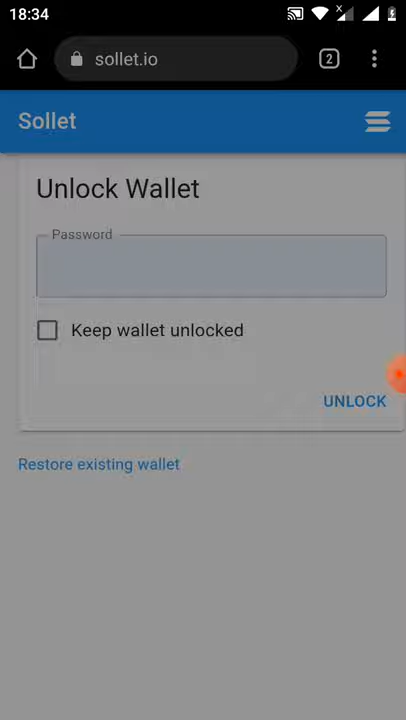 18:34
sollet.io
2
Sollet
Unlock Wallet
Password
Keep wallet unlocked
UNLOCK
Restore existing wallet